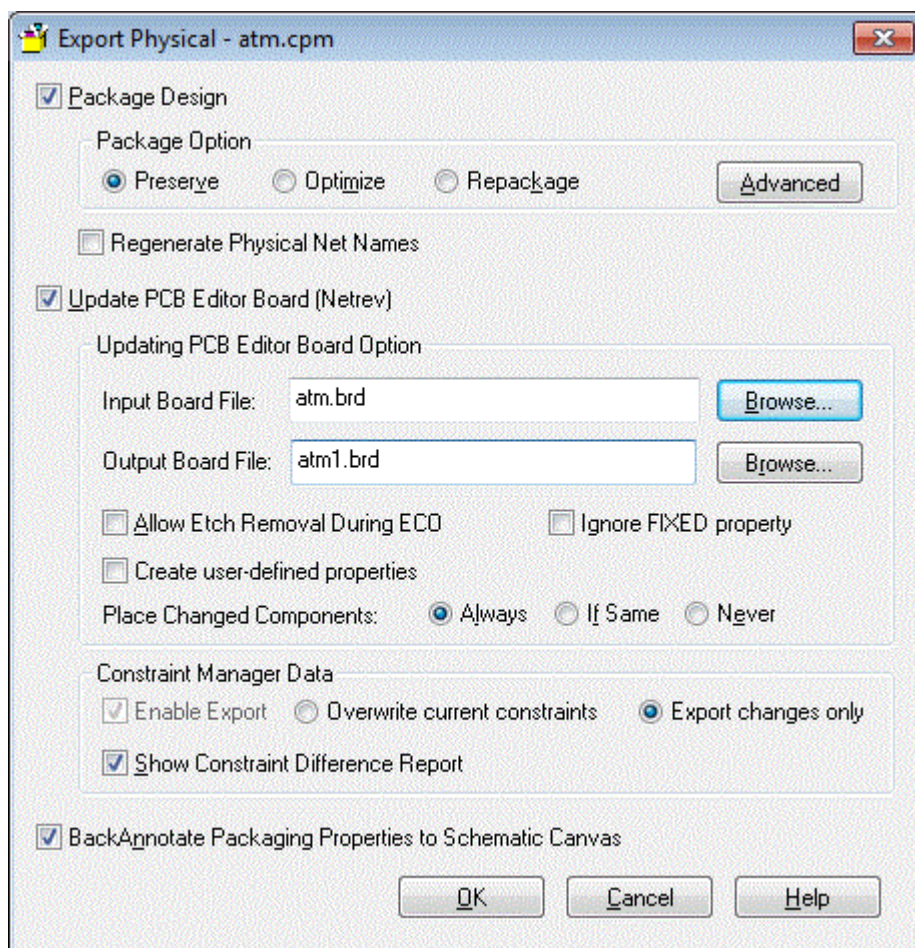 Export Physical - atm.cpm
Package Design
Package Option
Preserve Optimize Repackage Advanced
Regenerate Physical Net Names
Update PCB Editor Board (Netrev)
Updating PCB Editor Board Option
Input Board File: atm.brd Browse...
Output Board File: atm1.brd Browse...
Allow Etch Removal During ECO Ignore FIXED property
Create user-defined properties
Place Changed Components: Always If Same Never
Constraint Manager Data
Enable Export Overwrite current constraints Export changes only
Show Constraint Difference Report
BackAnnotate Packaging Properties to Schematic Canvas
OK Cancel Help